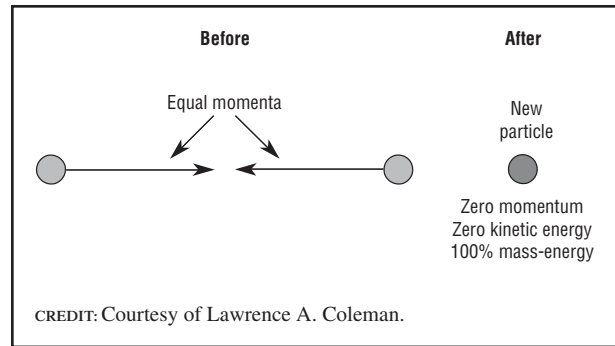 Before
After
Equal momenta
New
particle
Zero momentum
Zero kinetic energy
100% mass-energy
CREDIT: Courtesy of Lawrence A. Coleman.